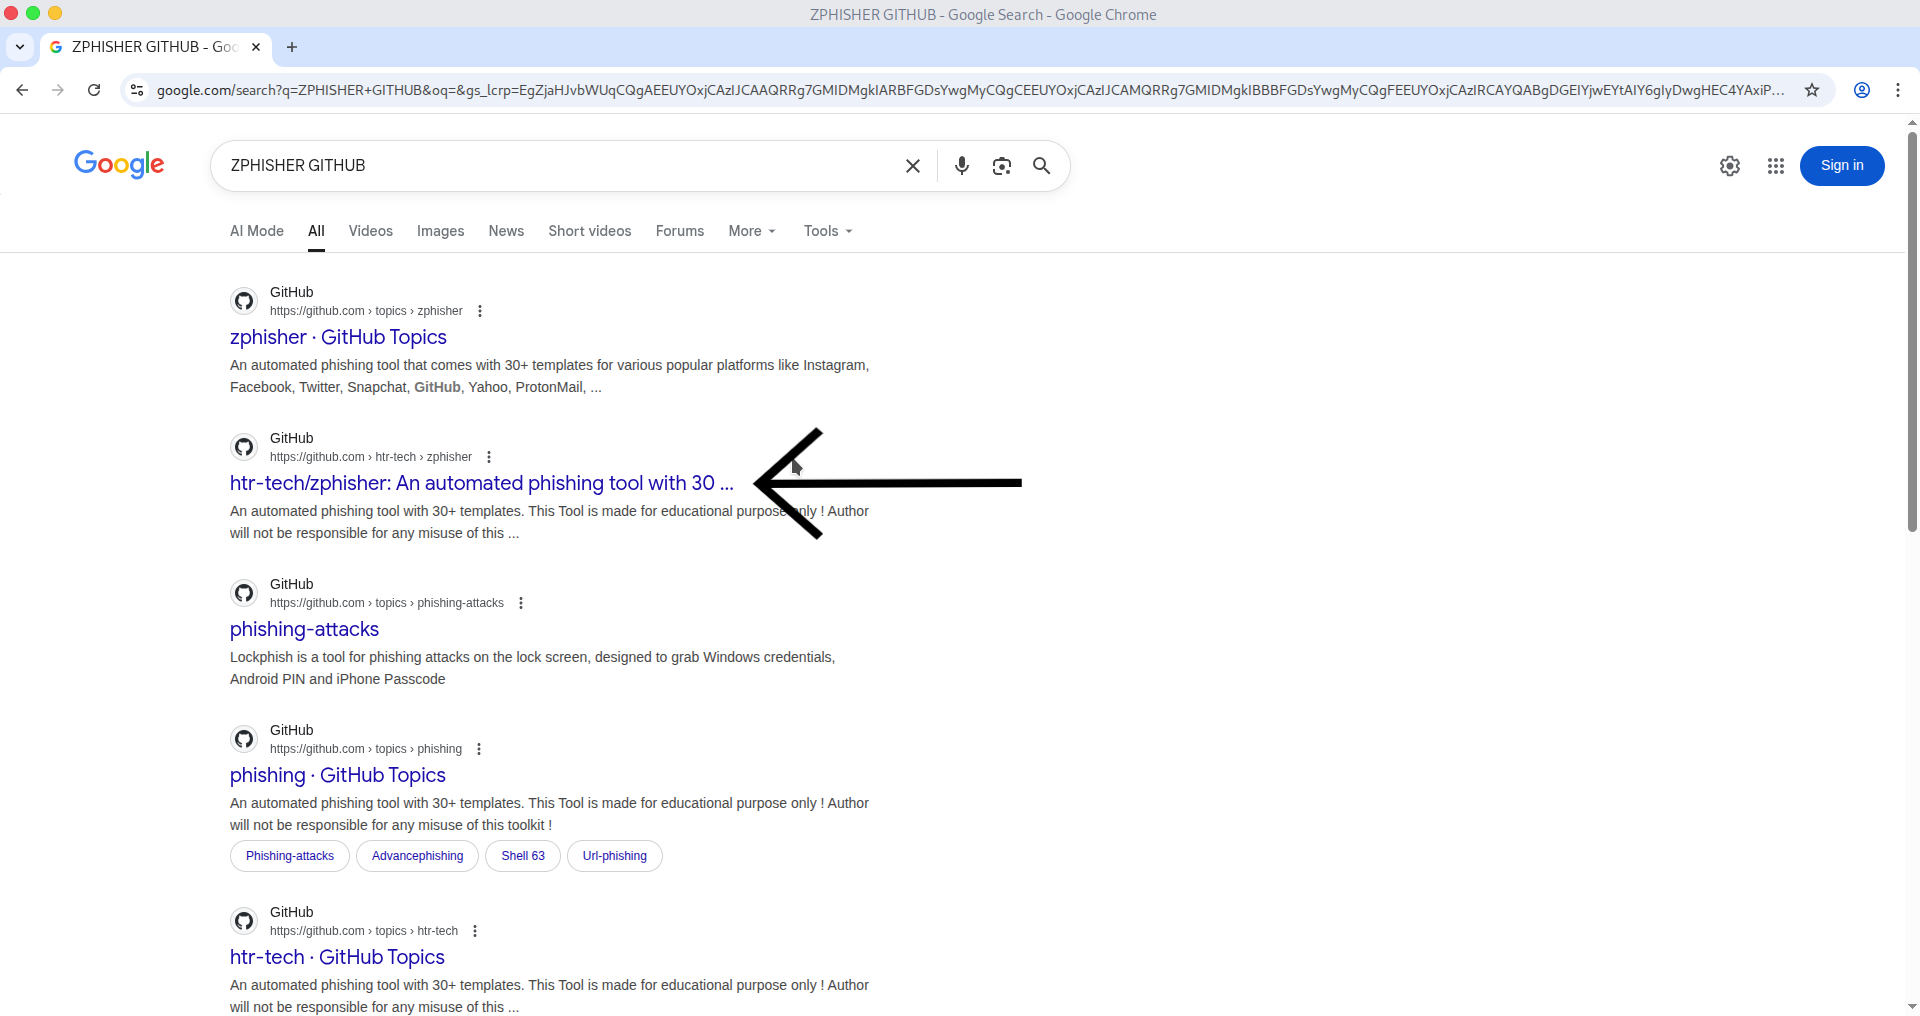 ZPHISHER GITHUB - Google Search - Google Chrome
ZPHISHER GITHUB - Goo
google.com/search?q=ZPHISHER+GITHUB&oq=&gs_lcrp=EgZjaHJvbWUqCQgAEEUYOxjCAzIJCAAQRRg7GMIDMgkIARBFGDsYwgMyCQgCEEUYOxjCAzIJCAMQRRg7GMIDMgkIBBBFGDsYwgMyCQgFEEUYOxjCAzIRCAYQABgDGEIYjwEYtAIY6gIyDwgHEC4YAxiP...
Google
ZPHISHER GITHUB
Sign in
AI Mode All Videos Images News Short videos Forums More Tools
GitHub
https://github.com › topics › zphisher
zphisher · GitHub Topics
An automated phishing tool that comes with 30+ templates for various popular platforms like Instagram,
Facebook, Twitter, Snapchat, GitHub, Yahoo, ProtonMail, ...
GitHub
https://github.com › htr-tech › zphisher
htr-tech/zphisher: An automated phishing tool with 30 ...
An automated phishing tool with 30+ templates. This Tool is made for educational purpose only ! Author
will not be responsible for any misuse of this ...
GitHub
https://github.com › topics › phishing-attacks
phishing-attacks
Lockphish is a tool for phishing attacks on the lock screen, designed to grab Windows credentials,
Android PIN and iPhone Passcode
GitHub
https://github.com › topics › phishing
phishing · GitHub Topics
An automated phishing tool with 30+ templates. This Tool is made for educational purpose only ! Author
will not be responsible for any misuse of this toolkit !
Phishing-attacks Advancephishing Shell 63 Url-phishing
GitHub
https://github.com › topics › htr-tech
htr-tech · GitHub Topics
An automated phishing tool with 30+ templates. This Tool is made for educational purpose only ! Author
will not be responsible for any misuse of this ...